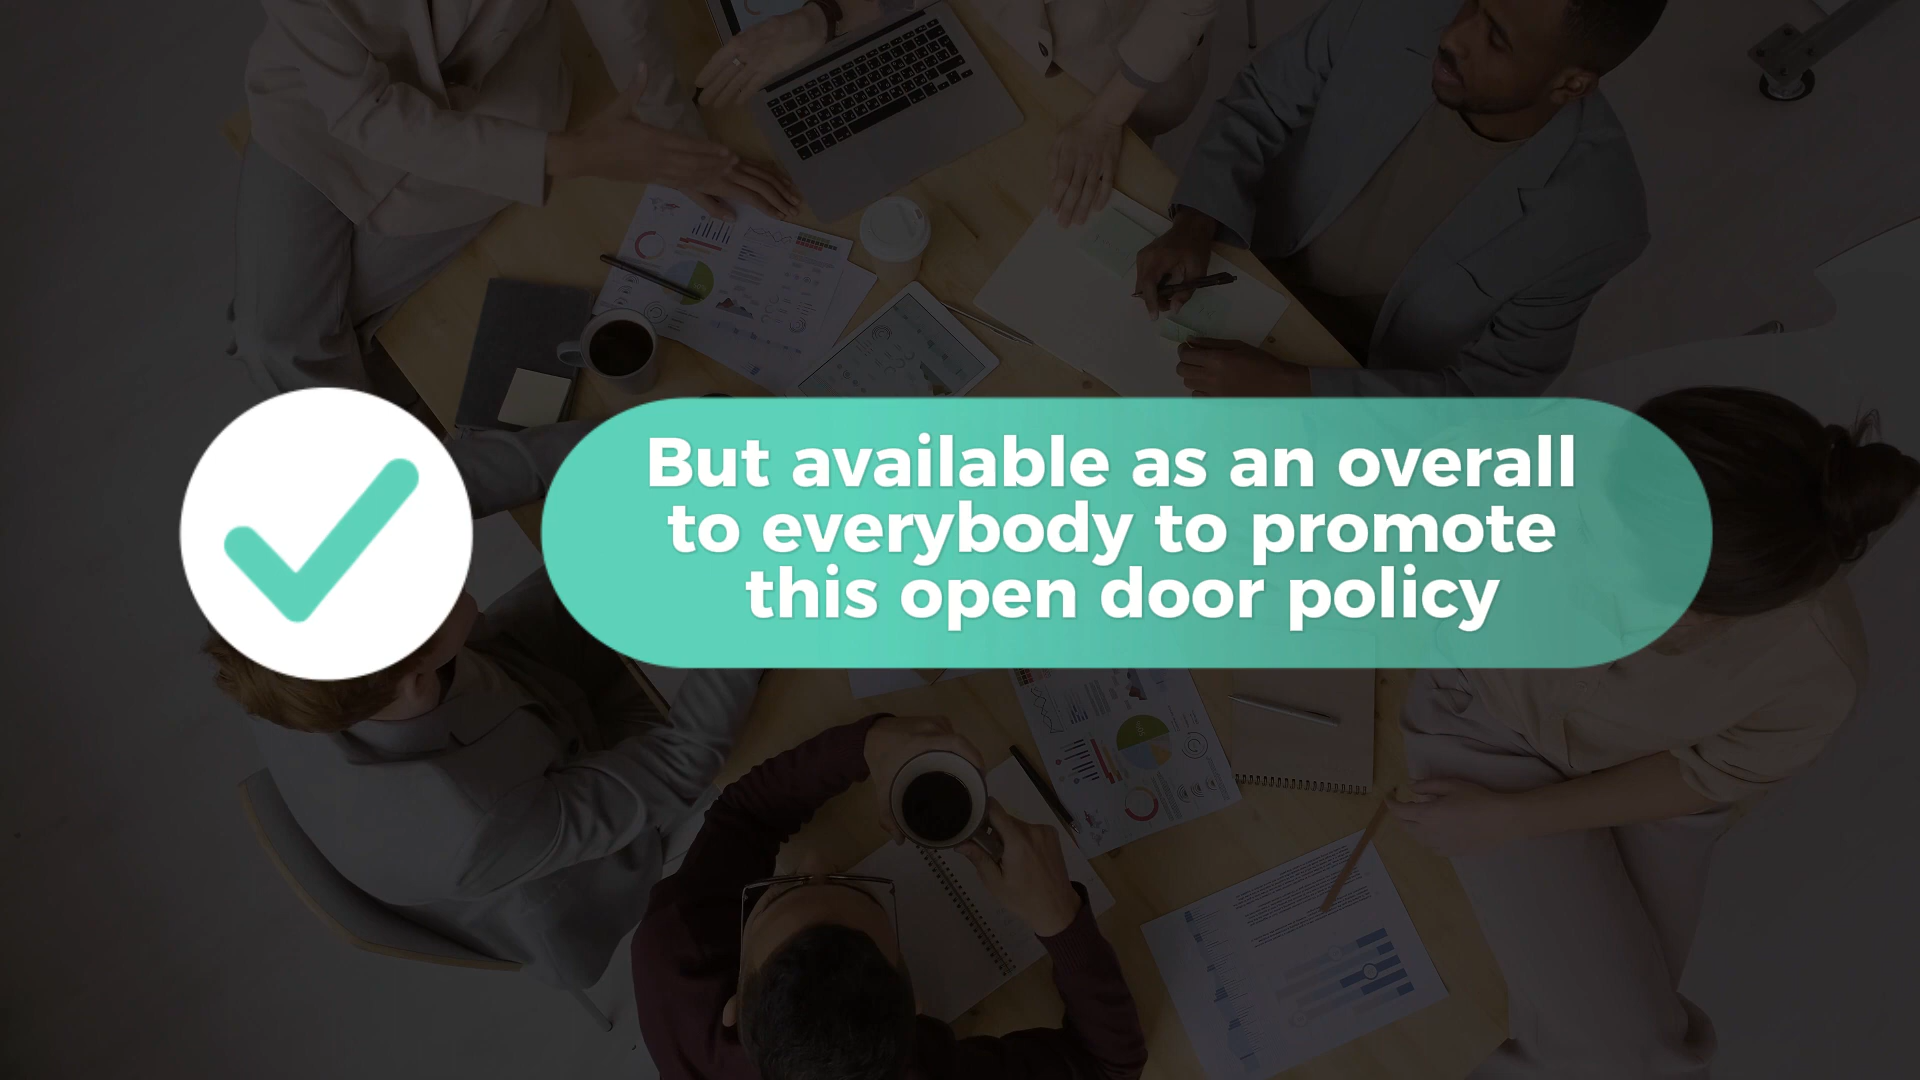 But available as an overall
to everybody to promote
this open door policy